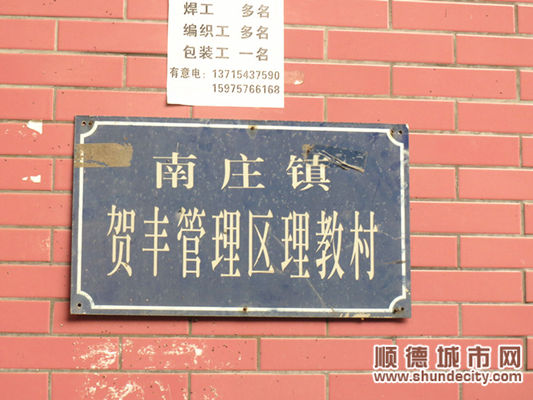 焊工 多名
编织工 多名
包装工 一名
有意电：13715437590
15975766168
南庄镇
贺丰管理区理教村
顺德城市网
www.shundecity.com